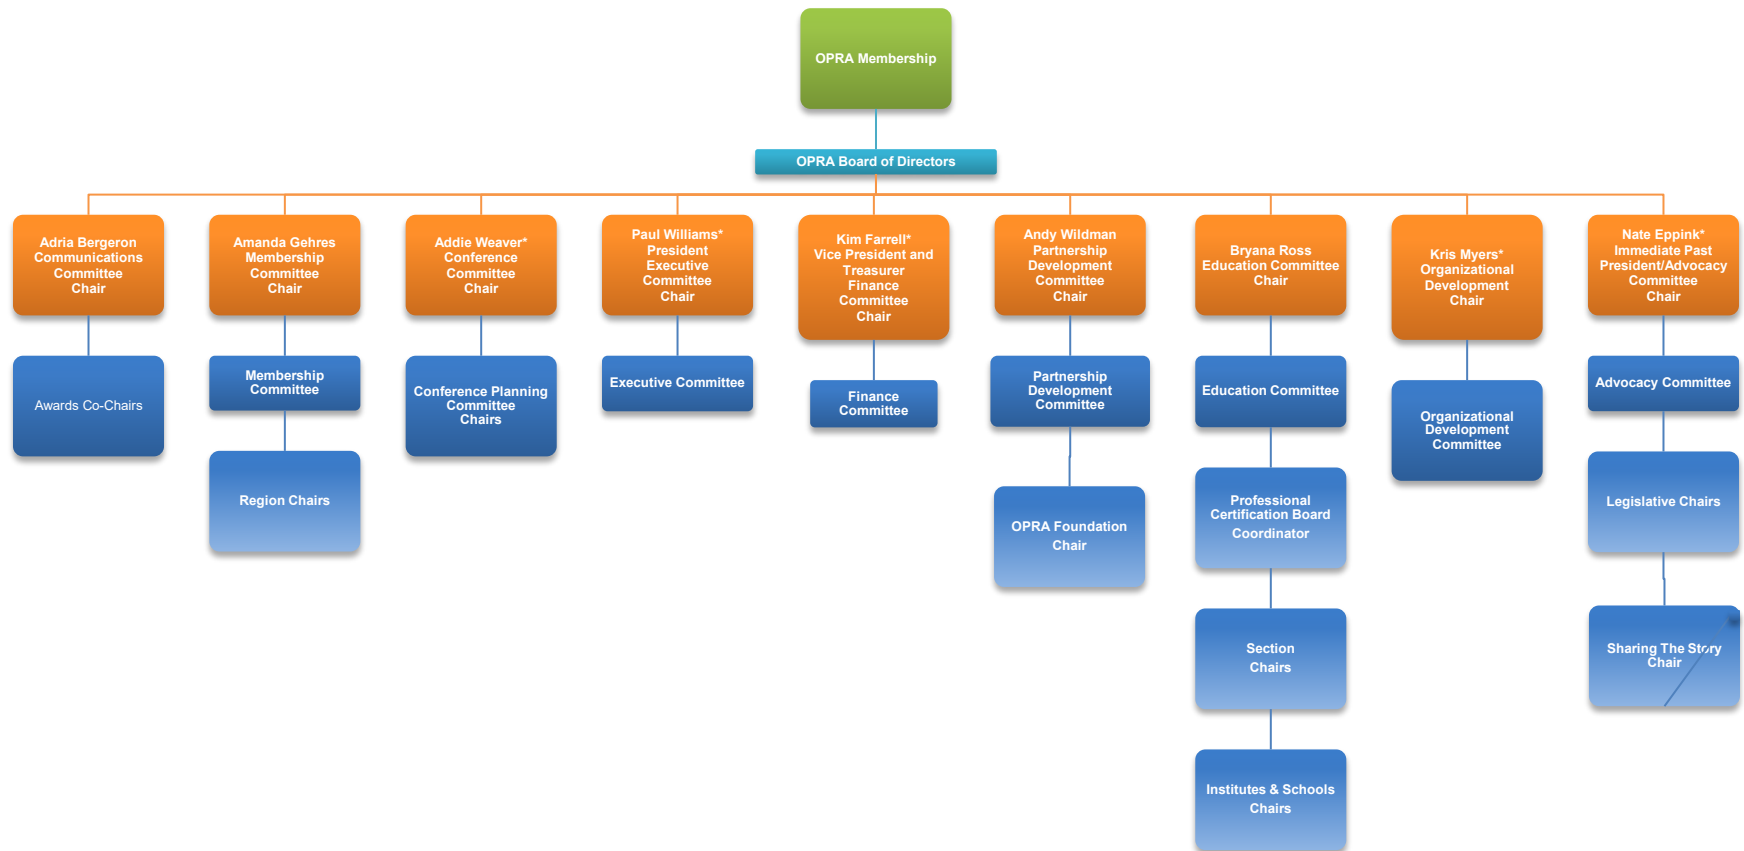 OPRA Membership
OPRA Board of Directors
Adria Bergeron
Communications
Committee
Chair
Amanda Gehres
Membership
Committee
Chair
Addie Weaver*
Conference
Committee
Chair
Paul Williams*
President
Executive
Committee
Chair
Kim Farrell*
Vice President and
Treasurer
Finance
Committee
Chair
Andy Wildman
Partnership
Development
Committee
Chair
Bryana Ross
Education Committee
Chair
Kris Myers*
Organizational
Development
Chair
Nate Eppink*
Immediate Past
President/Advocacy
Committee
Chair
Awards Co-Chairs
Membership
Committee
Conference Planning
Committee
Chairs
Executive Committee
Finance
Committee
Partnership
Development
Committee
Education Committee
Organizational
Development
Committee
Advocacy Committee
Region Chairs
OPRA Foundation
Chair
Professional
Certification Board
Coordinator
Legislative Chairs
Section
Chairs
Sharing The Story
Chair
Institutes & Schools
Chairs